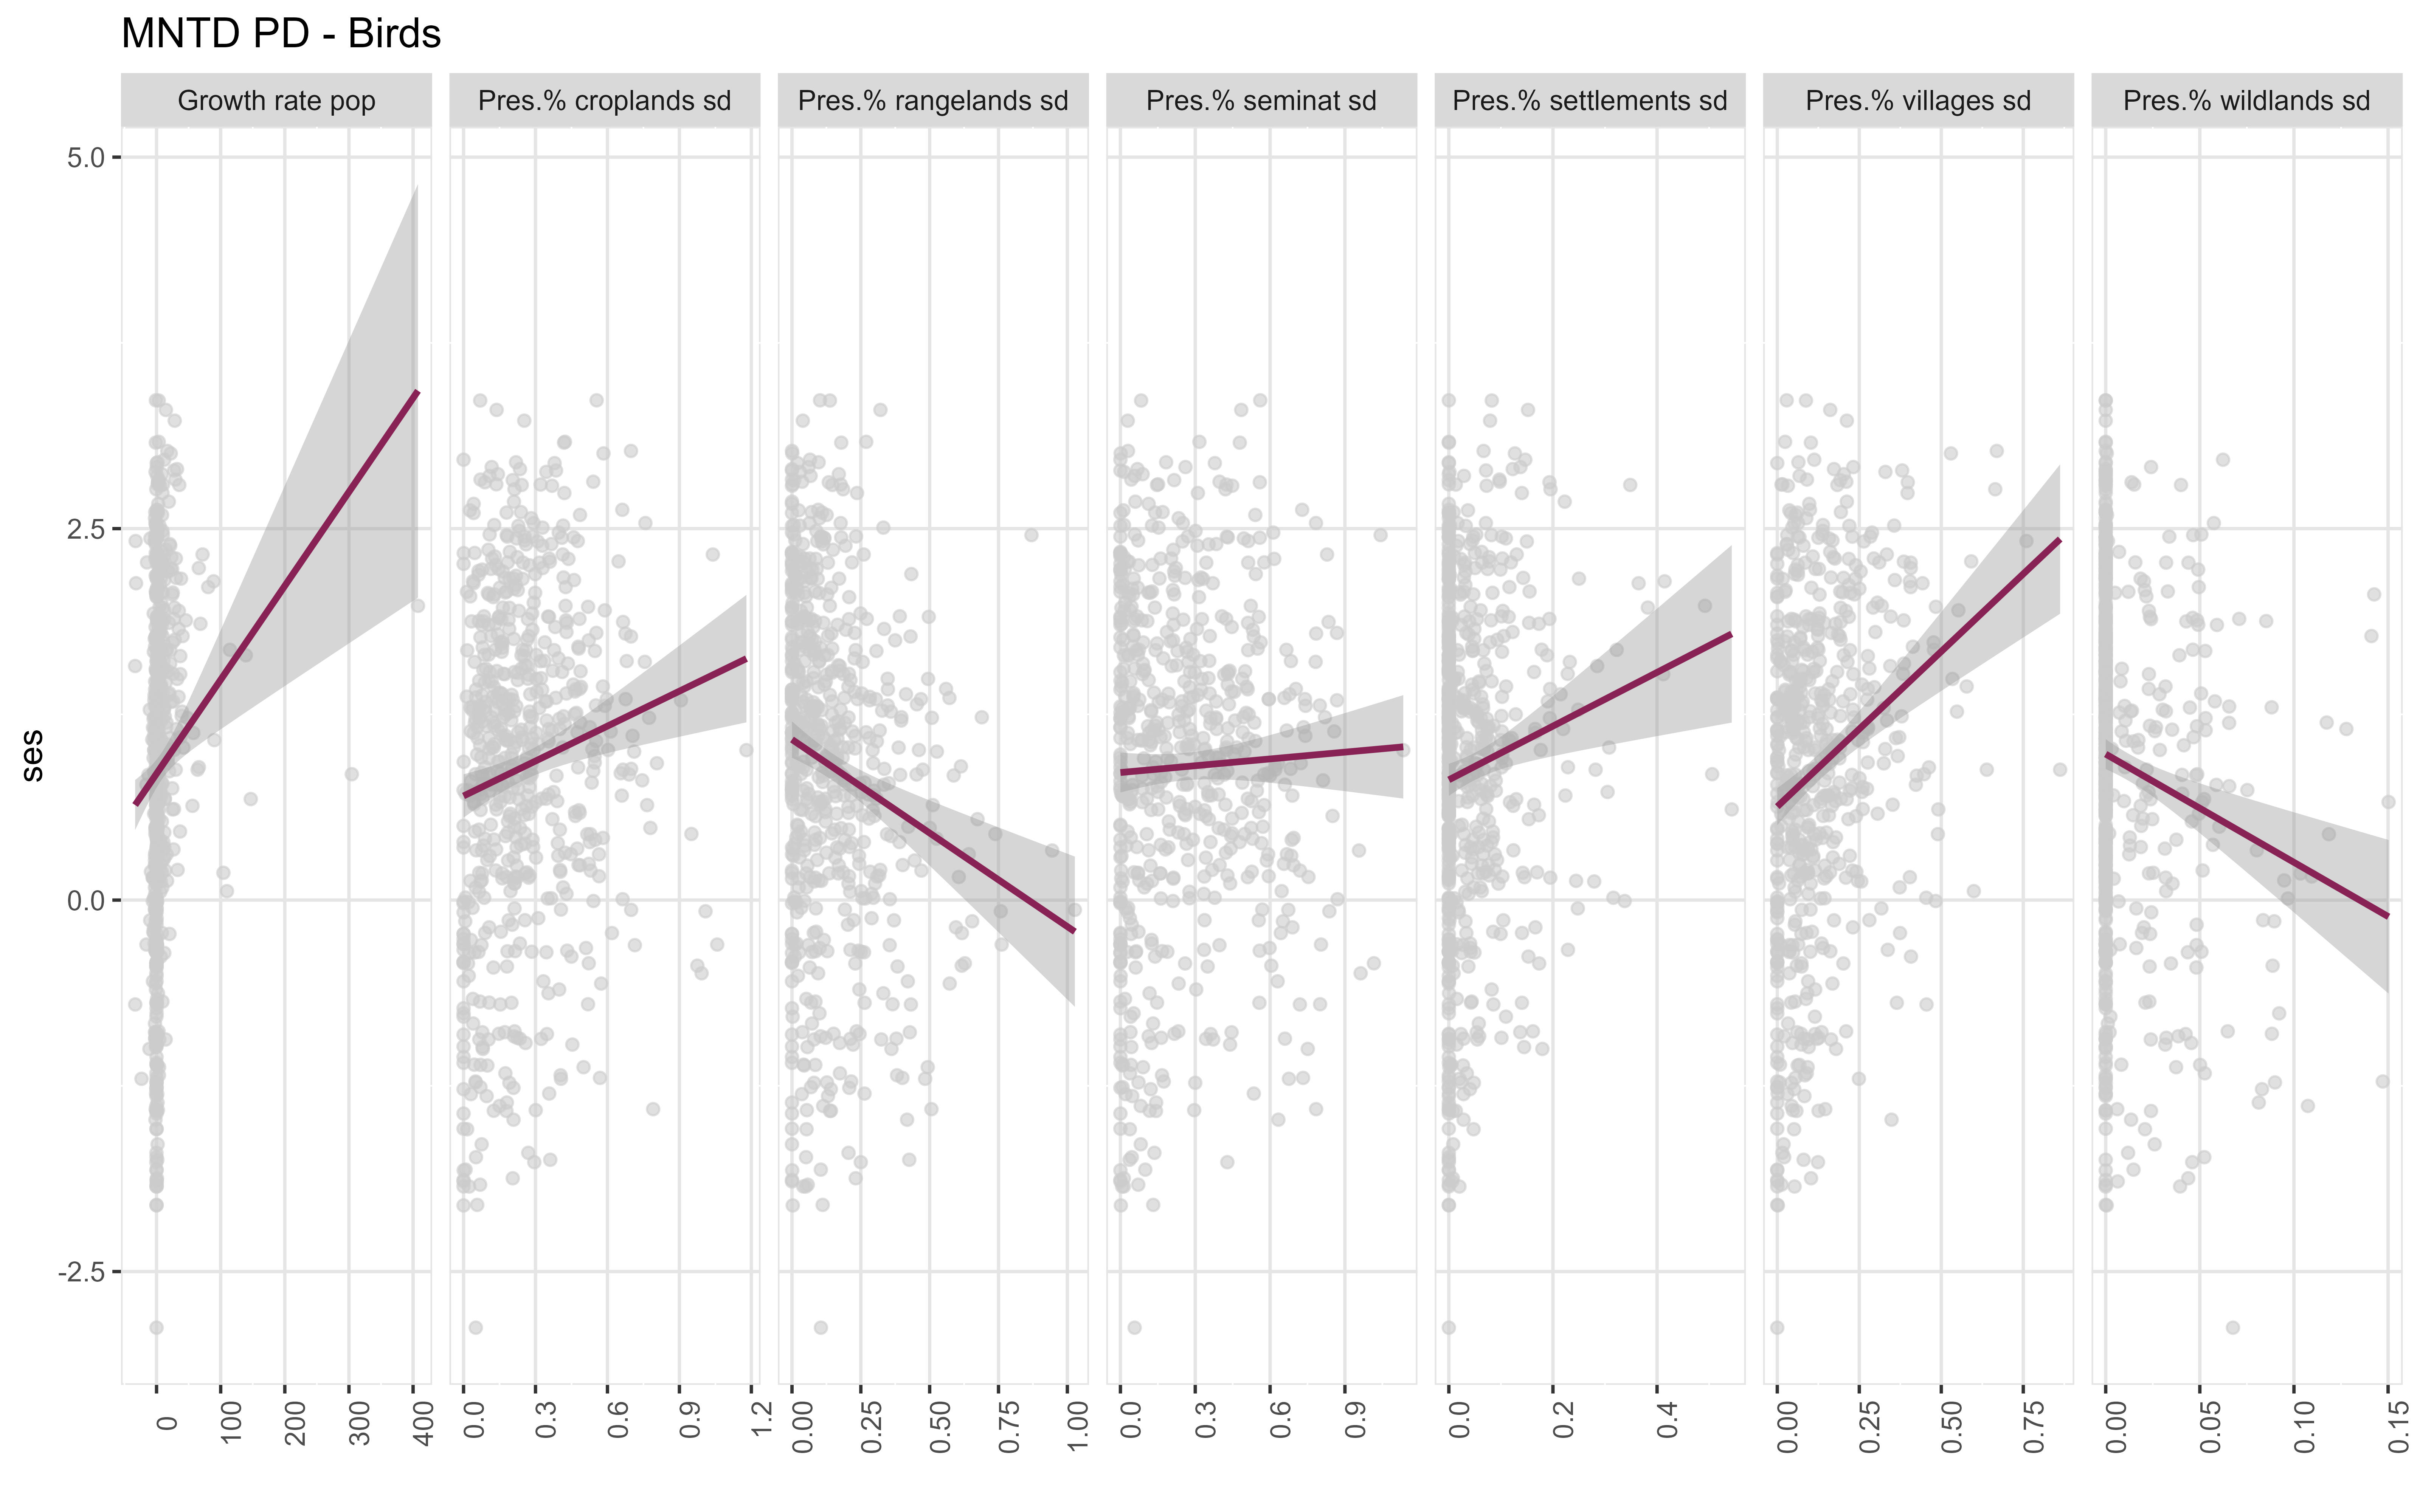 MNTD PD - Birds
Growth rate pop
Pres.% croplands sd
Pres.% rangelands sd
Pres.% seminat sd
Pres.% settlements sd
Pres.% villages sd
Pres.% wildlands sd
5.0
2.5
0.0
-2.5
ses
0 100 200 300 400
0.0 0.3 0.6 0.9 1.2
0.00 0.25 0.50 0.75 1.00
0.0 0.3 0.6 0.9
0.0 0.2 0.4
0.00 0.25 0.50 0.75
0.00 0.05 0.10 0.15